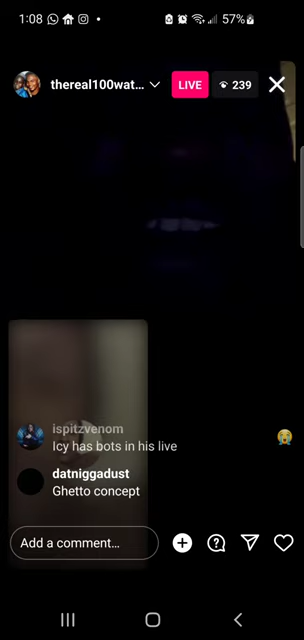 1:08
57%
thereal100wat...
LIVE
239
ispitzvenom
Icy has bots in his live
datniggadust
Ghetto concept
Add a comment...